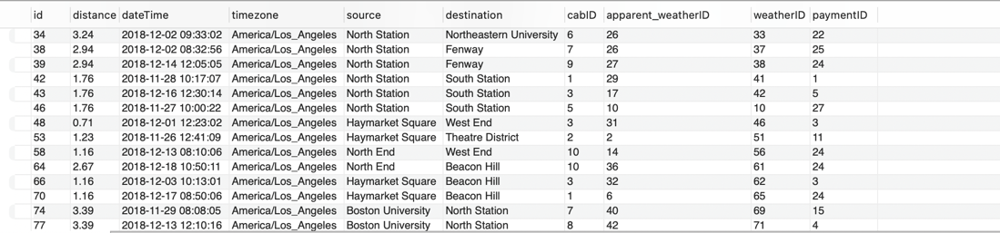 id distance dateTime timezone source destination cabID apparent_weatherID weatherID paymentID
34 3.24 2018-12-02 09:33:02 America/Los_Angeles North Station Northeastern University 6 26 33 22
38 2.94 2018-12-02 08:32:56 America/Los_Angeles North Station Fenway 7 26 37 25
39 2.94 2018-12-14 12:05:05 America/Los_Angeles North Station Fenway 9 27 38 24
42 1.76 2018-11-28 10:17:07 America/Los_Angeles North Station South Station 1 29 41 1
43 1.76 2018-12-16 12:30:14 America/Los_Angeles North Station South Station 3 17 42 5
46 1.76 2018-11-27 10:00:22 America/Los_Angeles North Station South Station 5 10 10 27
48 0.71 2018-12-01 12:23:02 America/Los_Angeles Haymarket Square West End 3 31 46 3
53 1.23 2018-11-26 12:41:09 America/Los_Angeles Haymarket Square Theatre District 2 2 51 11
58 1.16 2018-12-13 08:10:06 America/Los_Angeles North End West End 10 14 56 24
64 2.67 2018-12-18 10:50:11 America/Los_Angeles North End Beacon Hill 10 36 61 24
66 1.16 2018-12-03 10:13:01 America/Los_Angeles Haymarket Square Beacon Hill 3 32 62 3
70 1.16 2018-12-17 08:50:06 America/Los_Angeles Haymarket Square Beacon Hill 1 6 65 24
74 3.39 2018-11-29 08:08:05 America/Los_Angeles Boston University North Station 7 40 69 15
77 3.39 2018-12-13 12:10:16 America/Los_Angeles Boston University North Station 8 42 71 4